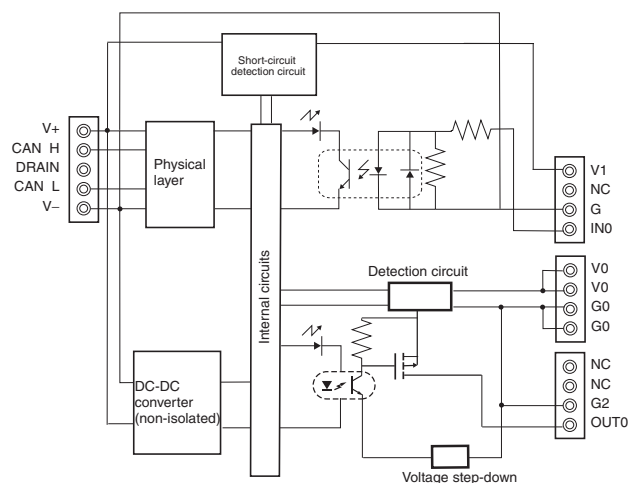 Short-circuit
detection circuit
V+
CAN H
DRAIN
CAN L
V–
Physical
layer
Internal circuits
V1
NC
G
IN0
Detection circuit
V0
V0
G0
G0
DC-DC
converter
(non-isolated)
NC
NC
G2
OUT0
Voltage step-down